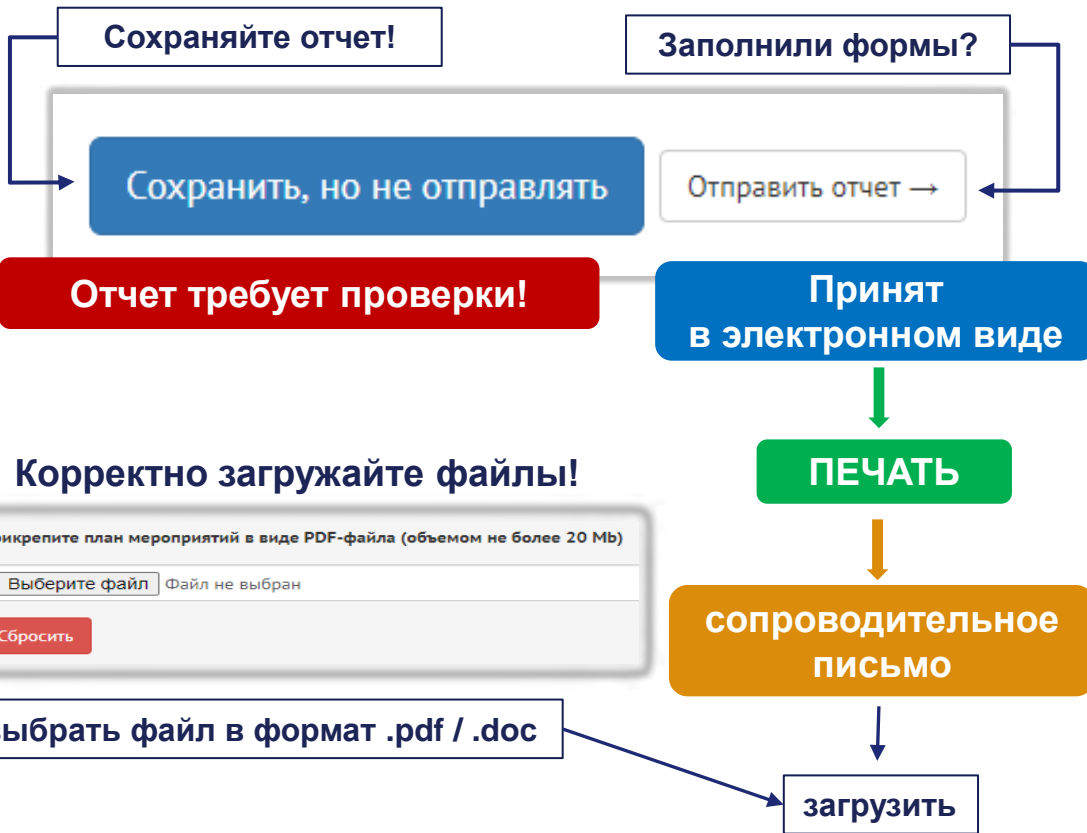 Сохраняйте отчет!
Заполнили формы?
Сохранить, но не отправлять
Отправить отчет →
Отчет требует проверки!
Принят
в электронном виде
ПЕЧАТЬ
Корректно загружайте файлы!
рикрепите план мероприятий в виде PDF-файла (объемом не более 20 Mb)
Выберите файл Файл не выбран
Сбросить
сопроводительное
письмо
выбрать файл в формат .pdf / .doc
загрузить